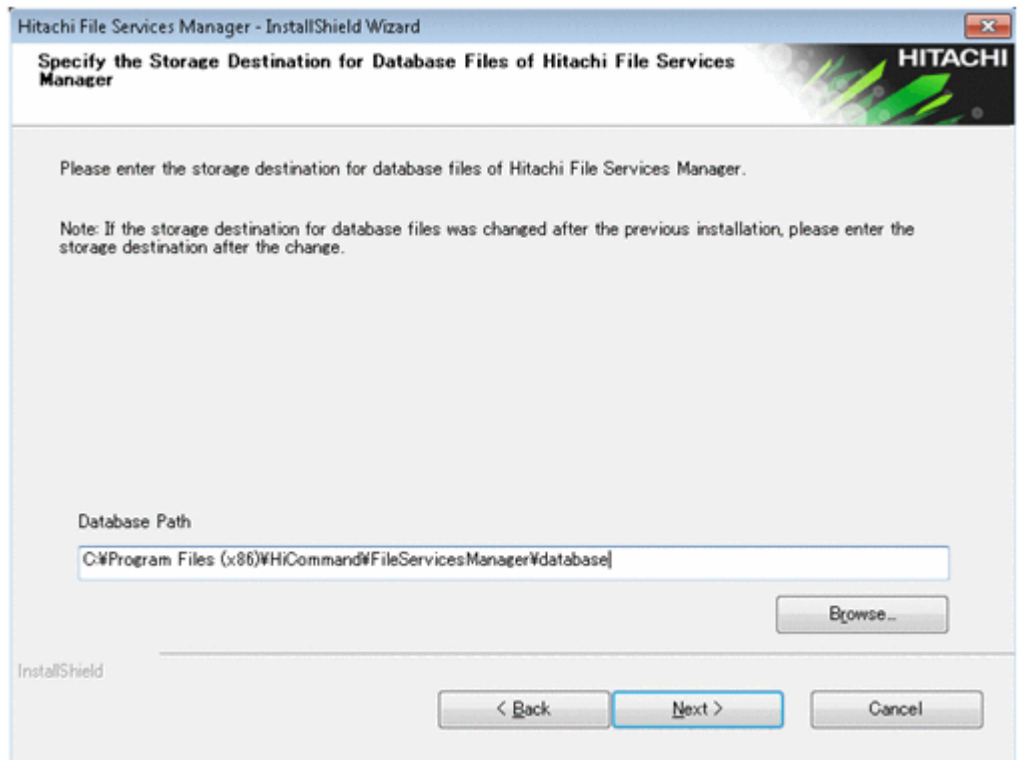 Hitachi File Services Manager - InstallShield Wizard
Specify the Storage Destination for Database Files of Hitachi File Services
Manager
HITACHI
Please enter the storage destination for database files of Hitachi File Services Manager.
Note: If the storage destination for database files was changed after the previous installation, please enter the
storage destination after the change.
Database Path
C:¥Program Files (x86)¥HiCommand¥FileServicesManager¥database
Browse...
InstallShield
< Back
Next >
Cancel